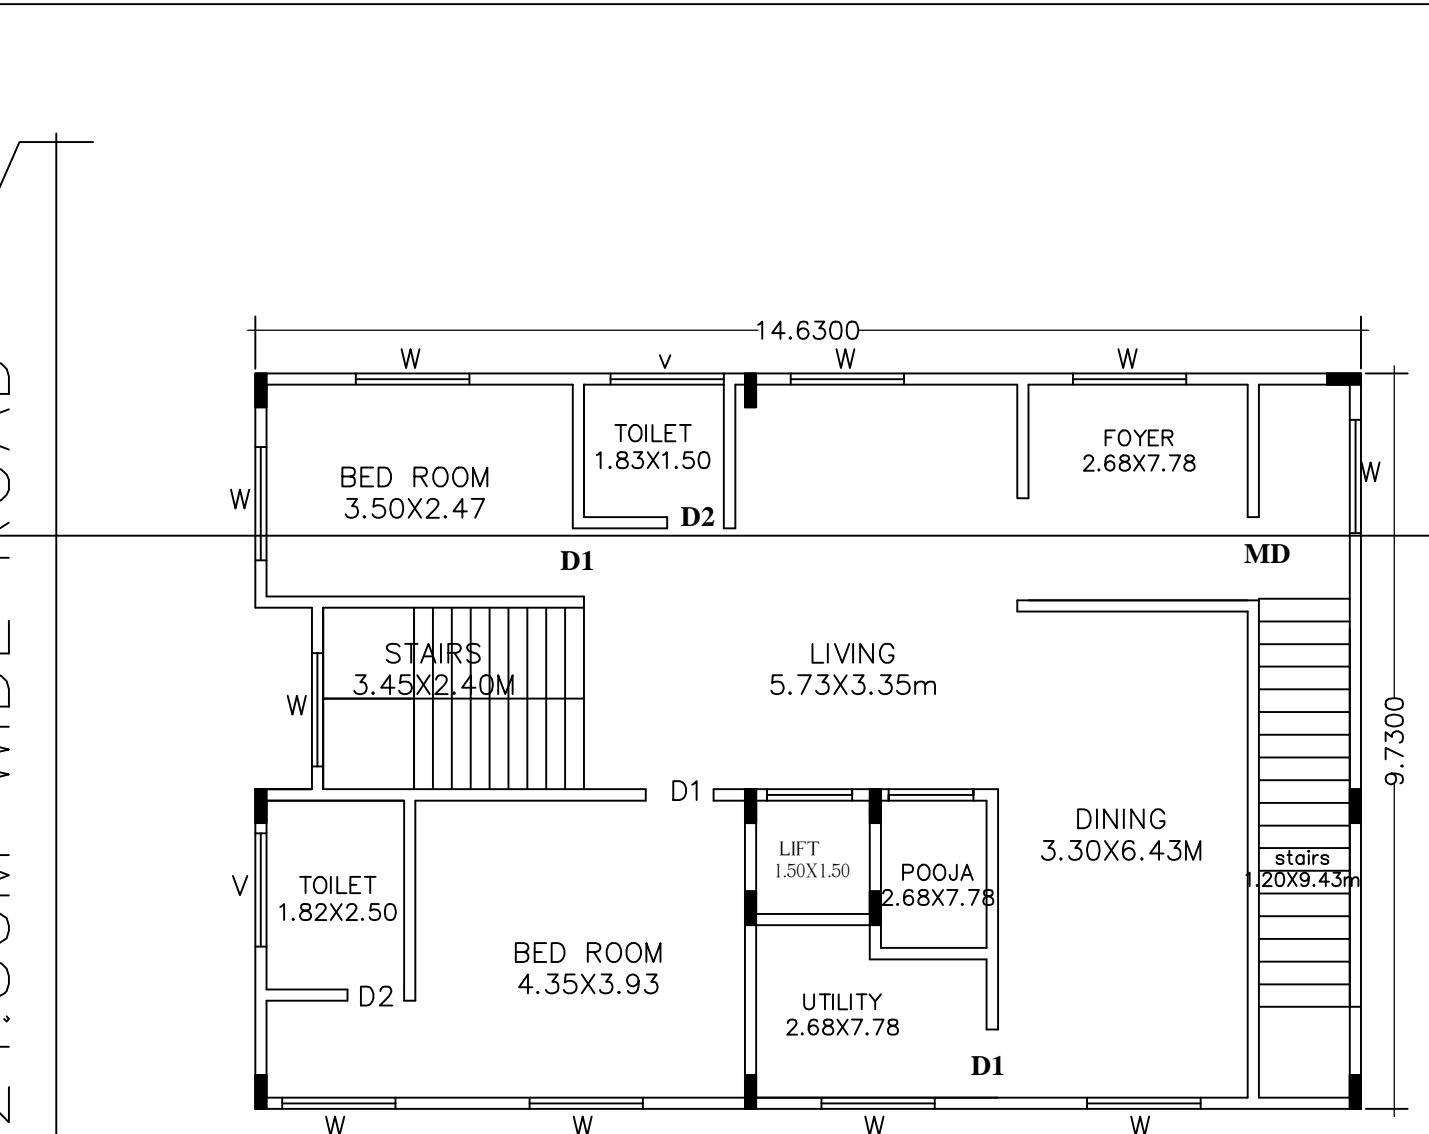 14.6300
W
V
W
W
TOILET
1.83X1.50
FOYER
2.68X7.78
BED ROOM
3.50X2.47
W
W
D2
D1
MD
STAIRS
3.45X2.40M
W
LIVING
5.73X3.35m
9.7300
D1
DINING
3.30X6.43M
LIFT
1.50X1.50
stairs
1.20X9.43m
V
TOILET
1.82X2.50
POOJA
2.68X7.78
BED ROOM
4.35X3.93
D2
UTILITY
2.68X7.78
D1
W
W
W
W
WIDE ROAD